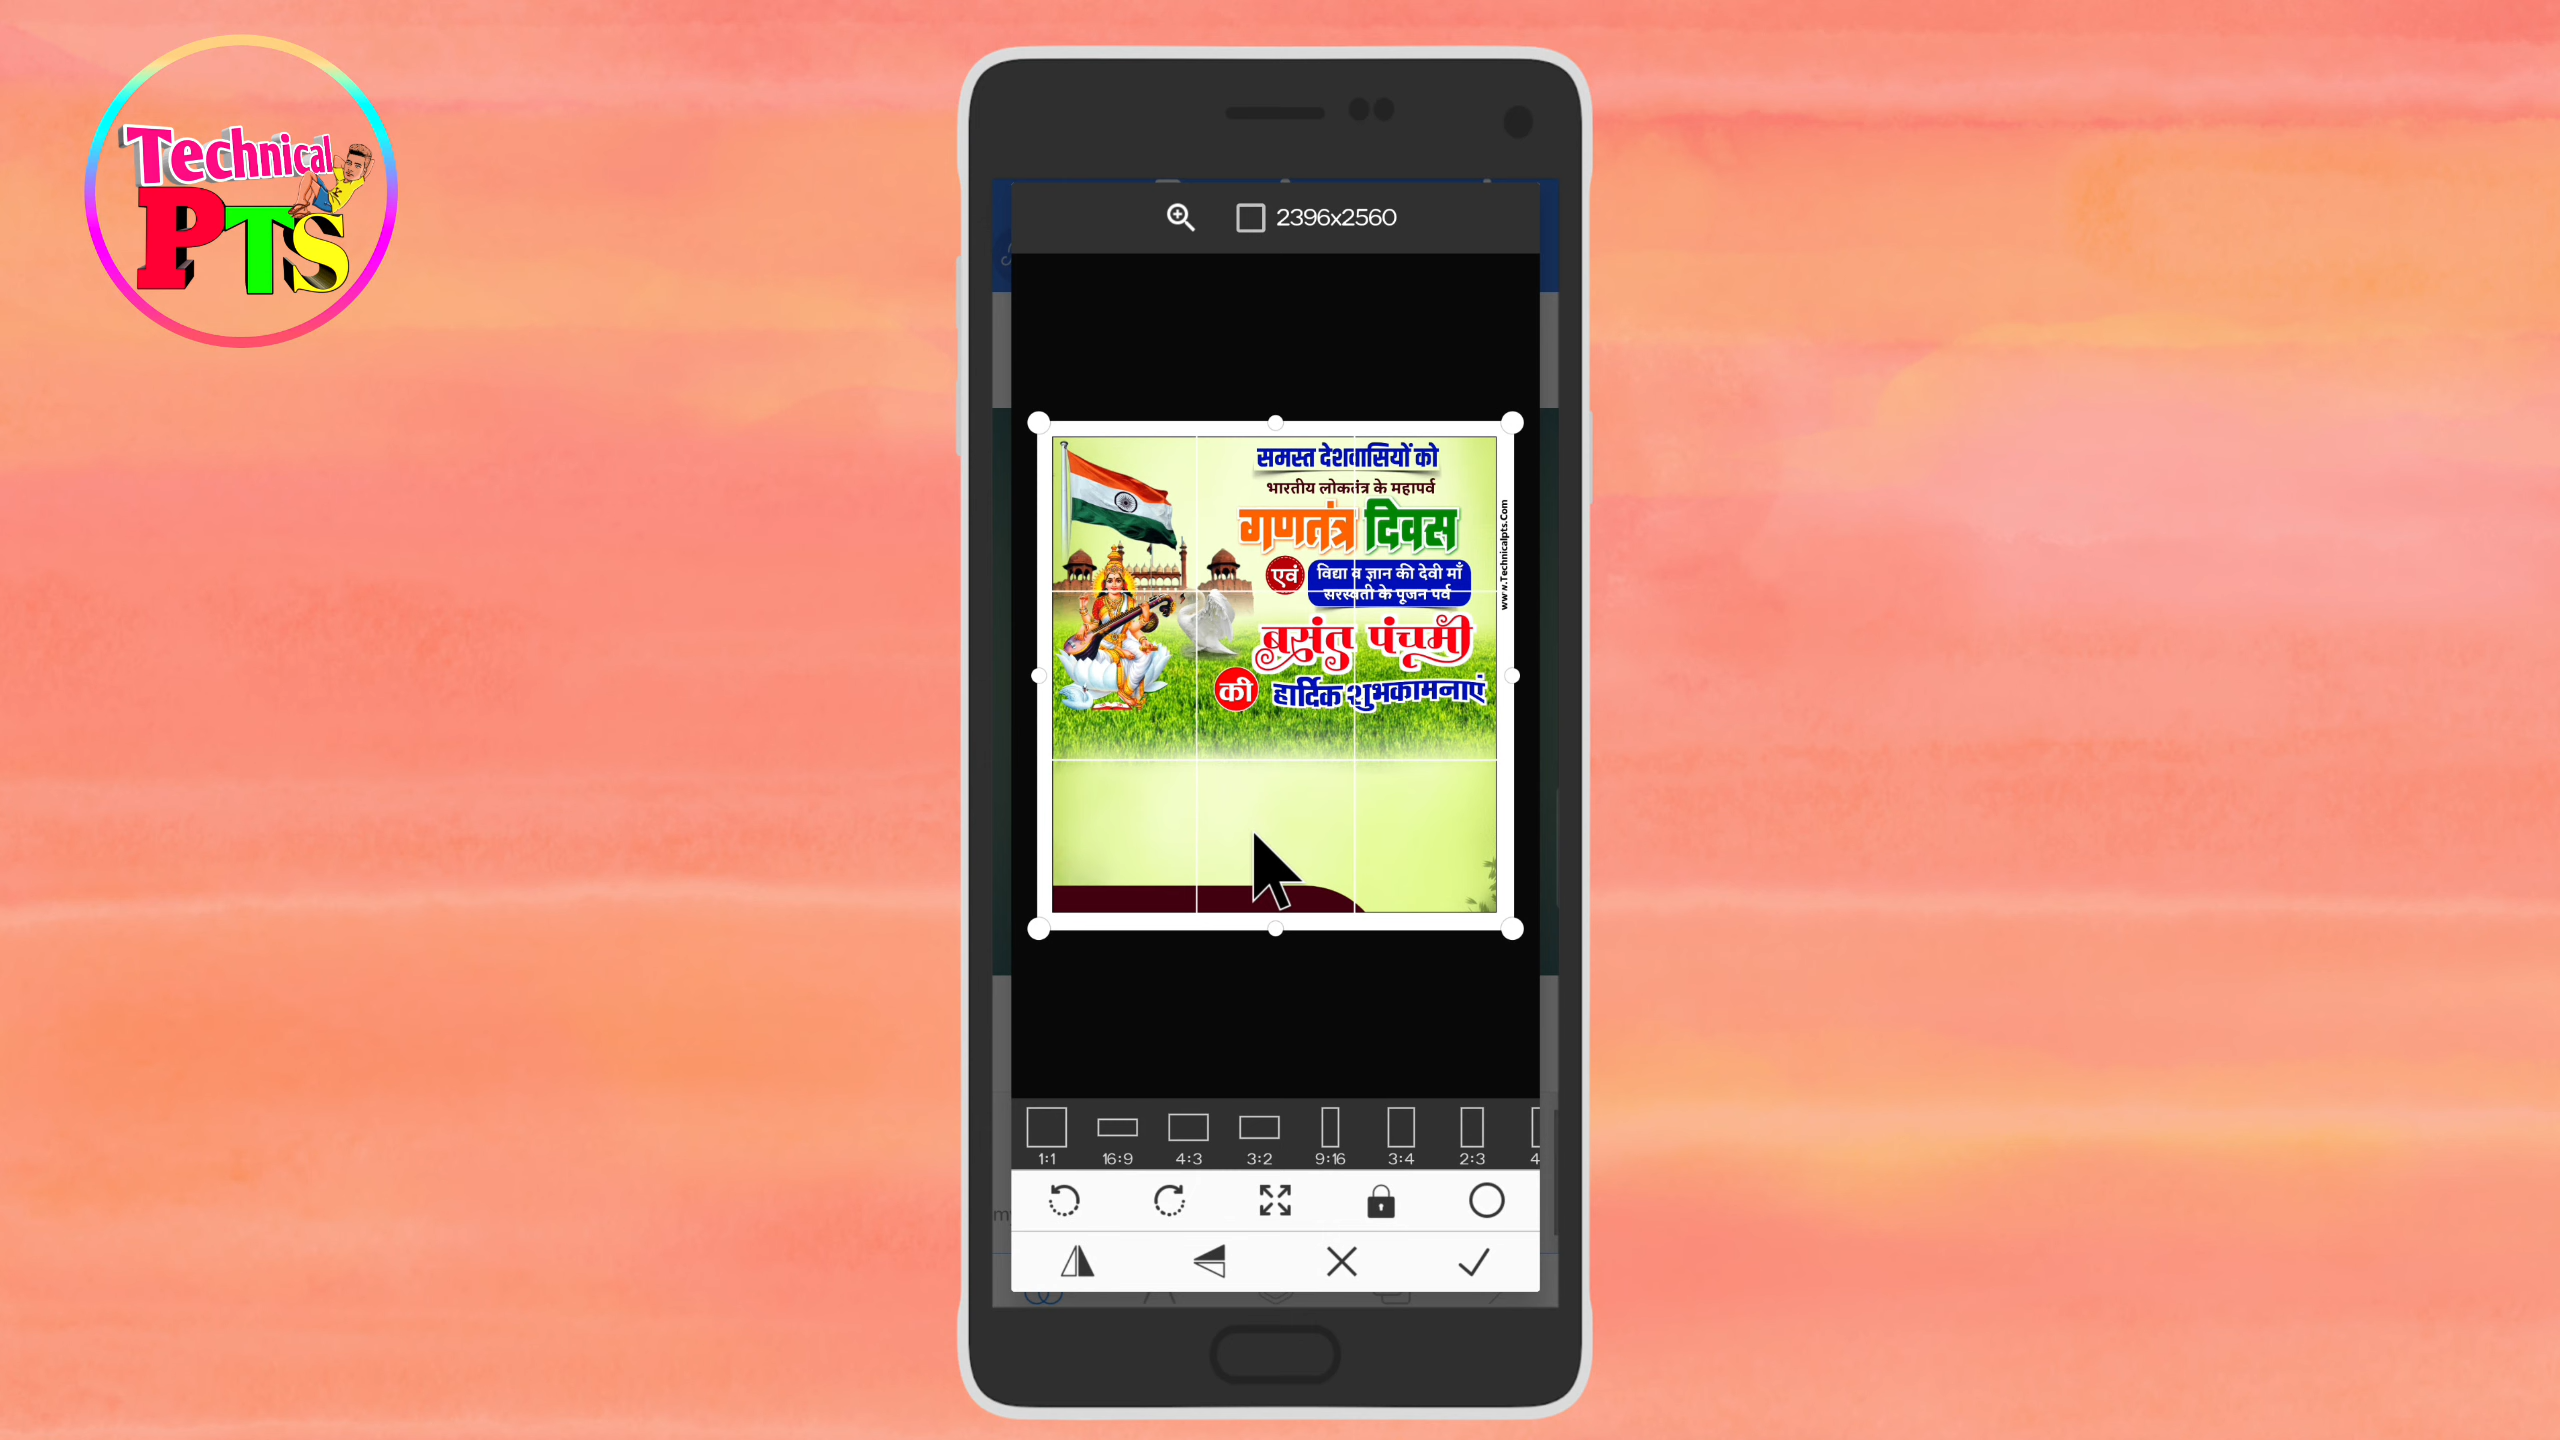 Technical
PTS
2396x2560
समस्त देशवासियों को
भारतीय लोकतंत्र के महापर्व
गणतंत्र दिवस
एवं
विद्या व ज्ञान की देवी माँ
सरस्वती के पूजन पर्व
बसंत पंचमी
की हार्दिक शुभकामनाएं
www.Technicalpts.Com
1:1 16:9 4:3 3:2 9:16 3:4 2:3 4
m